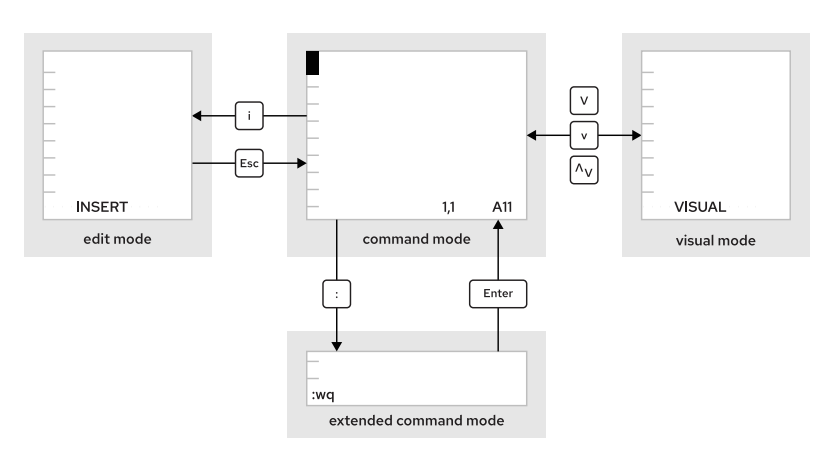 INSERT
edit mode
i
Esc
1,1 A11
command mode
V
v
^V
VISUAL
visual mode
:
Enter
:wq
extended command mode